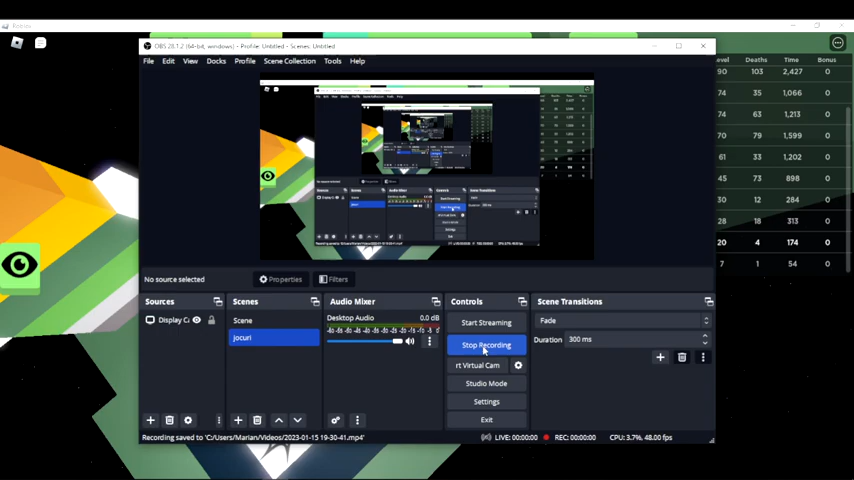 Roblox
OBS 28.1.2 (64-bit, windows) - Profile: Untitled - Scenes: Untitled
File Edit View Docks Profile Scene Collection Tools Help
Deaths Time Bonus
90 103 2,427 0
74 35 1,066 0
64 63 1,213 0
70 79 1,599 0
61 33 1,202 0
45 73 898 0
30 12 284 0
28 18 313 0
20 4 174 0
7 1 54 0
No source selected
Properties
Filters
Sources
Display Ca
Scenes
Scene
Jocuri
Audio Mixer
Desktop Audio 0.0 dB
Controls
Start Streaming
Stop Recording
rt Virtual Cam
Studio Mode
Settings
Exit
Scene Transitions
Fade
Duration 300 ms
Recording saved to 'C:/Users/Marian/Videos/2023-01-15 19-30-41.mp4'
LIVE: 00:00:00 REC: 00:00:00 CPU: 3.7%, 48.00 fps